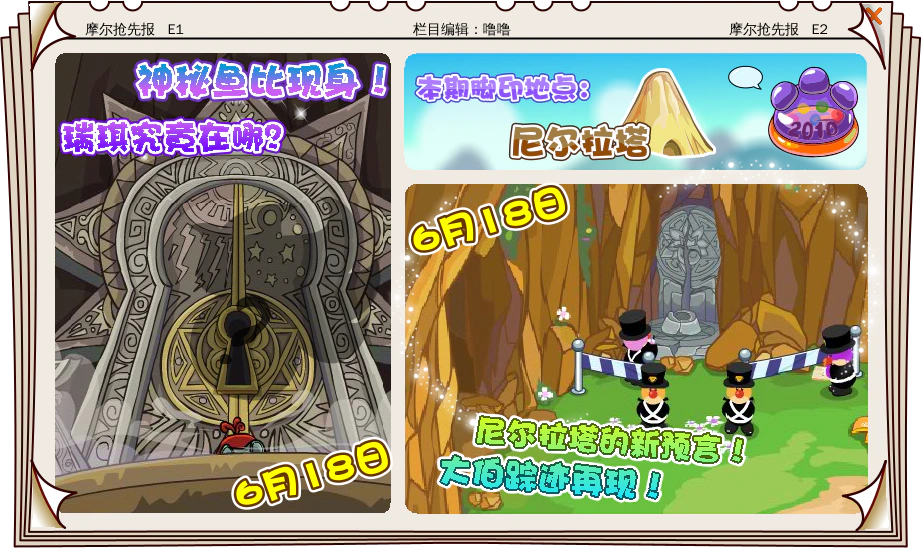 摩尔抢先报 E1
栏目编辑：噜噜
摩尔抢先报 E2
神秘鱼比现身！
瑞琪究竟在哪？
6月18日
本期脚印地点：
尼尔拉塔
2010
6月18日
尼尔拉塔的新预言！
大伯踪迹再现！